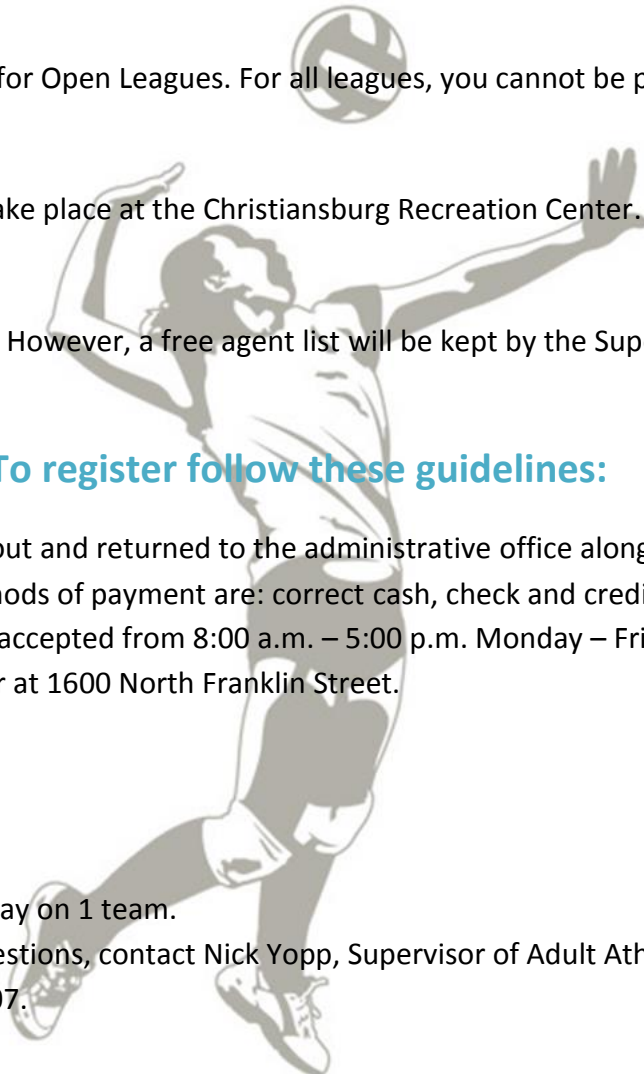 for Open Leagues. For all leagues, you cannot be p
ake place at the Christiansburg Recreation Center.
However, a free agent list will be kept by the Sup
To register follow these guidelines:
out and returned to the administrative office along
hods of payment are: correct cash, check and credi
accepted from 8:00 a.m. – 5:00 p.m. Monday – Fri
r at 1600 North Franklin Street.
ay on 1 team.
estions, contact Nick Yopp, Supervisor of Adult Ath
07.